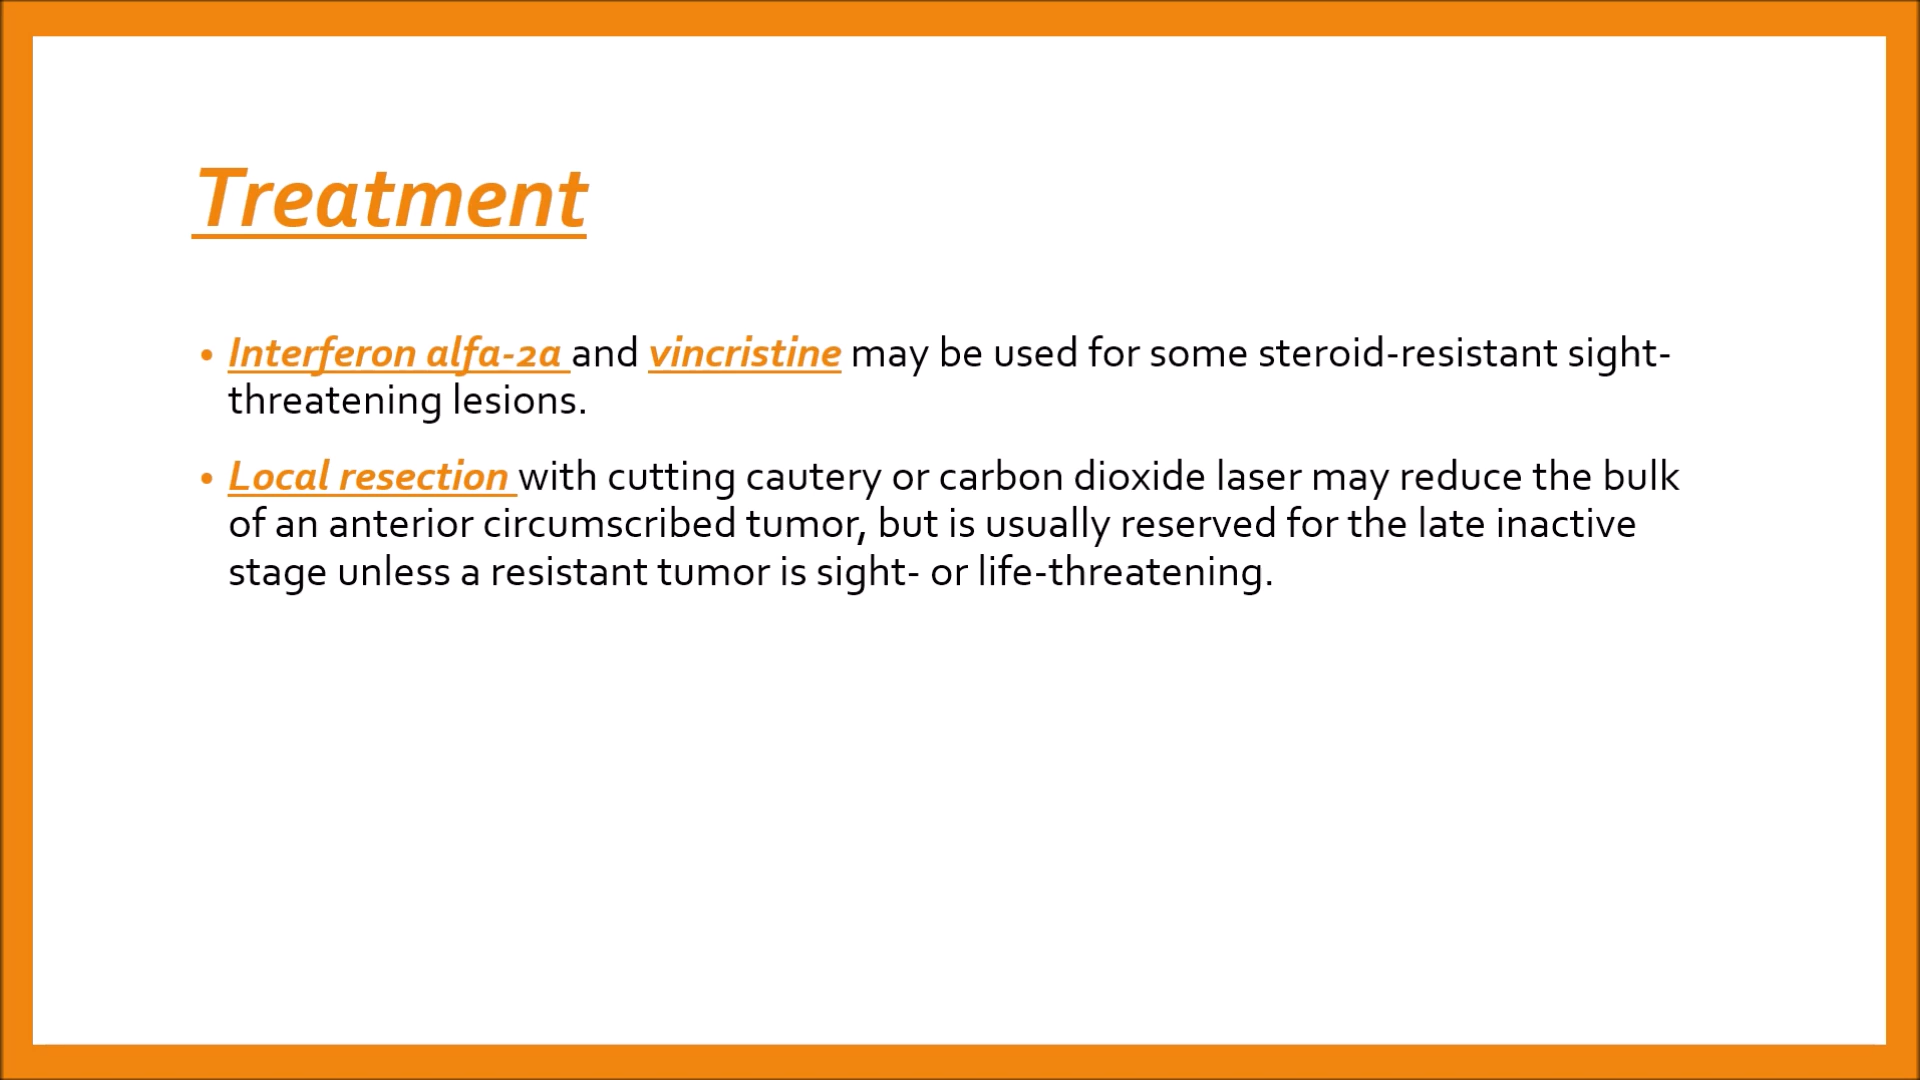 Treatment
• Interferon alfa-2a and vincristine may be used for some steroid-resistant sight-
threatening lesions.
• Local resection with cutting cautery or carbon dioxide laser may reduce the bulk
of an anterior circumscribed tumor, but is usually reserved for the late inactive
stage unless a resistant tumor is sight- or life-threatening.